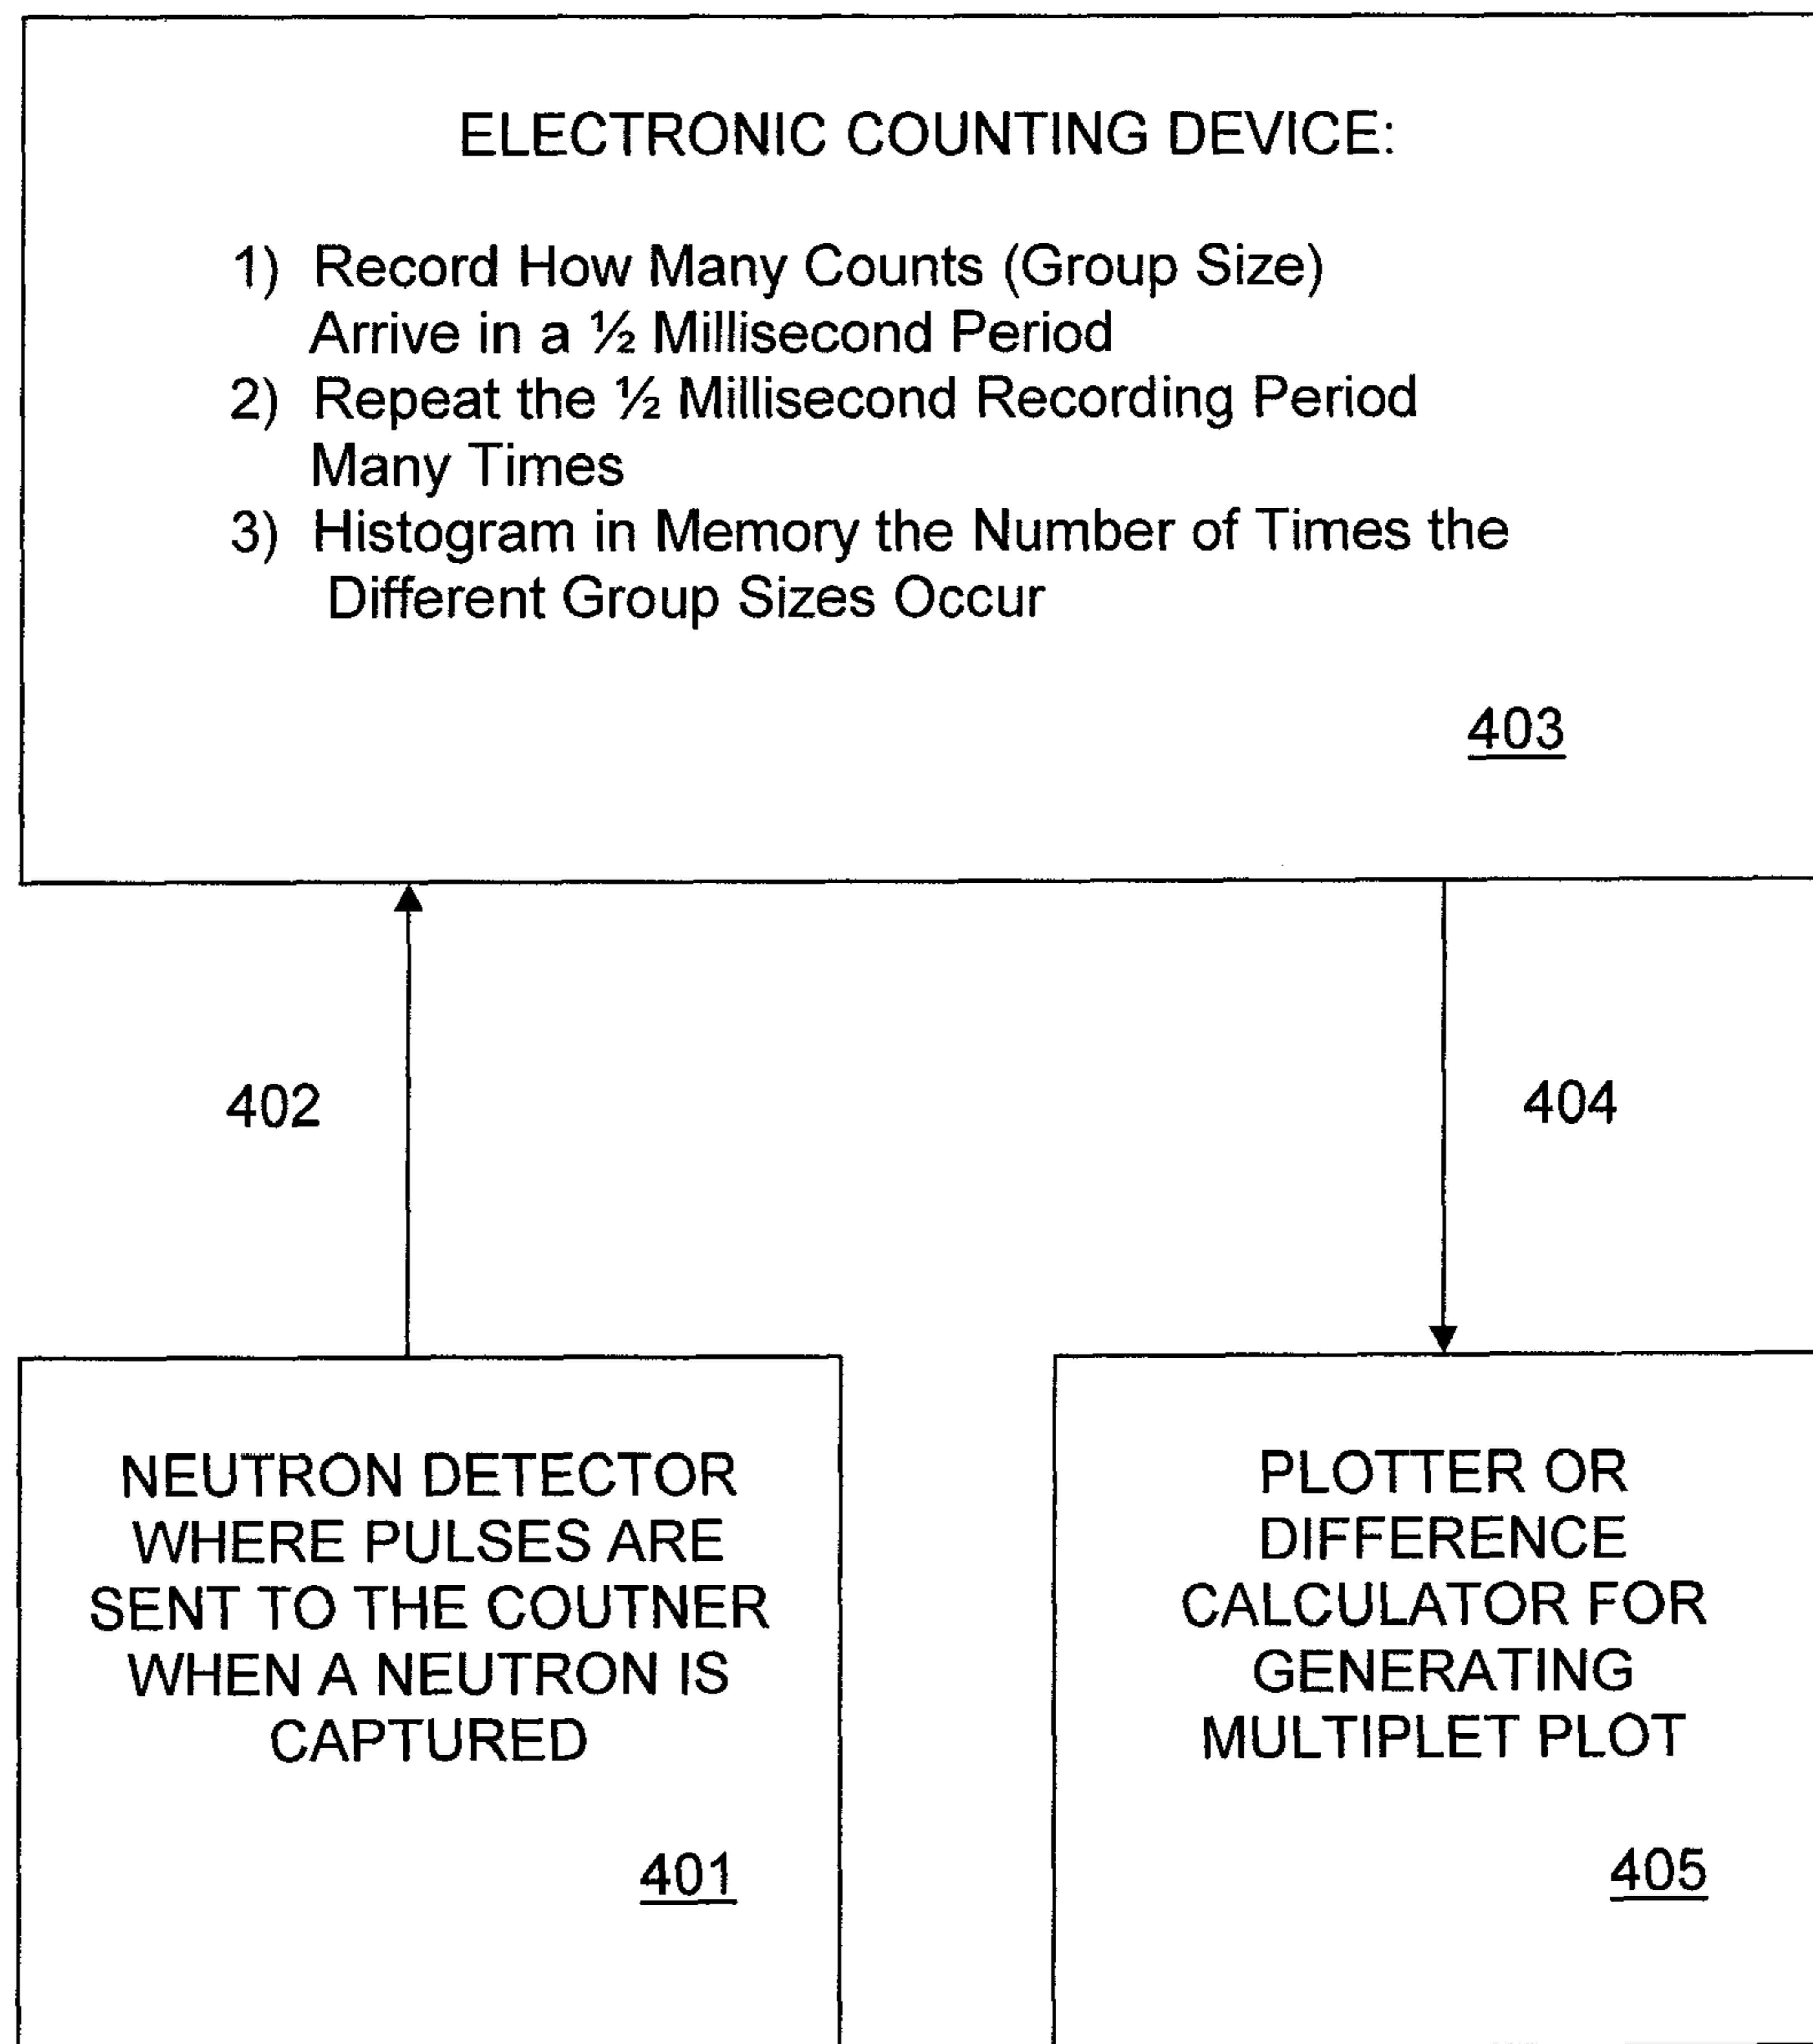 ELECTRONIC COUNTING DEVICE:
1) Record How Many Counts (Group Size)
Arrive in a ½ Millisecond Period
2) Repeat the ½ Millisecond Recording Period
Many Times
3) Histogram in Memory the Number of Times the
Different Group Sizes Occur
403
402
404
NEUTRON DETECTOR
WHERE PULSES ARE
SENT TO THE COUTNER
WHEN A NEUTRON IS
CAPTURED
401
PLOTTER OR
DIFFERENCE
CALCULATOR FOR
GENERATING
MULTIPLET PLOT
405